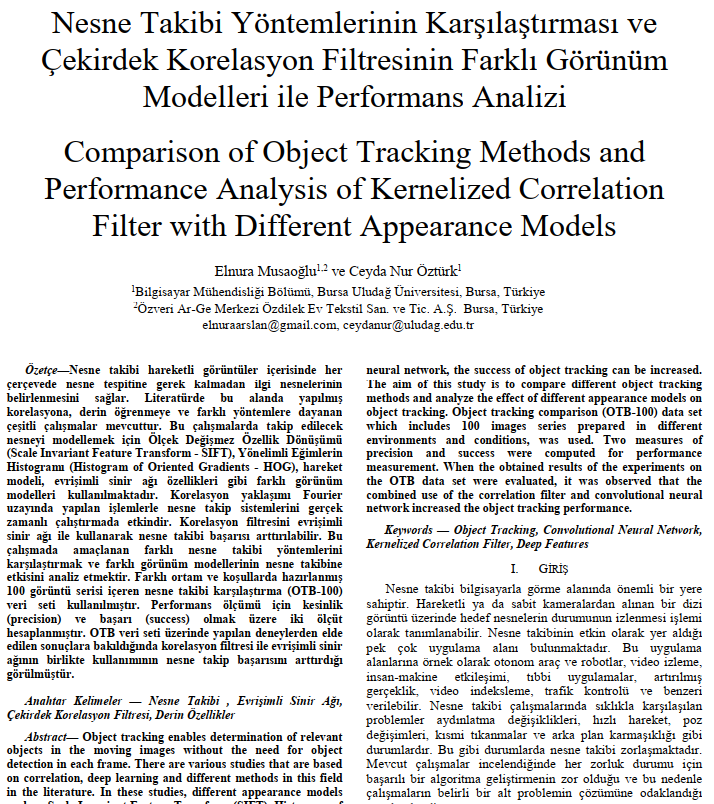 Nesne Takibi Yöntemlerinin Karşılaştırması ve
Çekirdek Korelasyon Filtresinin Farklı Görünüm
Modelleri ile Performans Analizi
Comparison of Object Tracking Methods and
Performance Analysis of Kernelized Correlation
Filter with Different Appearance Models
Elnura Musaoğlu1,2 ve Ceyda Nur Öztürk1
1Bilgisayar Mühendisliği Bölümü, Bursa Uludağ Üniversitesi, Bursa, Türkiye
2Özveri Ar-Ge Merkezi Özdilek Ev Tekstil San. ve Tic. A.Ş. Bursa, Türkiye
elnuraarslan@gmail.com, ceydanur@uludag.edu.tr
Özetçe—Nesne takibi hareketli görüntüler içerisinde her
çerçevede nesne tespitine gerek kalmadan ilgi nesnelerinin
belirlenmesini sağlar. Literatürde bu alanda yapılmış
korelasyona, derin öğrenmeye ve farklı yöntemlere dayanan
çeşitli çalışmalar mevcuttur. Bu çalışmalarda takip edilecek
nesneyi modellemek için Ölçek Değişmez Özellik Dönüşümü
(Scale Invariant Feature Transform - SIFT), Yönelimli Eğimlerin
Histogramı (Histogram of Oriented Gradients - HOG), hareket
modeli, evrişimli sinir ağı özellikleri gibi farklı görünüm
modelleri kullanılmaktadır. Korelasyon yaklaşımı Fourier
uzayında yapılan işlemlerle nesne takip sistemlerini gerçek
zamanlı çalıştırmada etkindir. Korelasyon filtresini evrişimli
sinir ağı ile kullanarak nesne takibi başarısı arttırılabilir. Bu
çalışmada amaçlanan farklı nesne takibi yöntemlerini
karşılaştırmak ve farklı görünüm modellerinin nesne takibine
etkisini analiz etmektir. Farklı ortam ve koşullarda hazırlanmış
100 görüntü serisi içeren nesne takibi karşılaştırma (OTB-100)
veri seti kullanılmıştır. Performans ölçümü için kesinlik
(precision) ve başarı (success) olmak üzere iki ölçüt
hesaplanmıştır. OTB veri seti üzerinde yapılan deneylerden elde
edilen sonuçlara bakıldığında korelasyon filtresi ile evrişimli sinir
ağının birlikte kullanımının nesne takip başarısını arttırdığı
görülmüştür.
Anahtar Kelimeler — Nesne Takibi , Evrişimli Sinir Ağı,
Çekirdek Korelasyon Filtresi, Derin Özellikler
Abstract— Object tracking enables determination of relevant
objects in the moving images without the need for object
detection in each frame. There are various studies that are based
on correlation, deep learning and different methods in this field
in the literature. In these studies, different appearance models
neural network, the success of object tracking can be increased.
The aim of this study is to compare different object tracking
methods and analyze the effect of different appearance models on
object tracking. Object tracking comparison (OTB-100) data set
which includes 100 images series prepared in different
environments and conditions, was used. Two measures of
precision and success were computed for performance
measurement. When the obtained results of the experiments on
the OTB data set were evaluated, it was observed that the
combined use of the correlation filter and convolutional neural
network increased the object tracking performance.
Keywords — Object Tracking, Convolutional Neural Network,
Kernelized Correlation Filter, Deep Features
I. GİRİŞ
Nesne takibi bilgisayarla görme alanında önemli bir yere
sahiptir. Hareketli ya da sabit kameralardan alınan bir dizi
görüntü üzerinde hedef nesnelerin durumunun izlenmesi işlemi
olarak tanımlanabilir. Nesne takibinin etkin olarak yer aldığı
pek çok uygulama alanı bulunmaktadır. Bu uygulama
alanlarına örnek olarak otonom araç ve robotlar, video izleme,
insan-makine etkileşimi, tıbbi uygulamalar, artırılmış
gerçeklik, video indeksleme, trafik kontrolü ve benzeri
verilebilir. Nesne takibi çalışmalarında sıklıkla karşılaşılan
problemler aydınlatma değişiklikleri, hızlı hareket, poz
değişimleri, kısmi tıkanmalar ve arka plan karmaşıklığı gibi
durumlardır. Bu gibi durumlarda nesne takibi zorlaşmaktadır.
Mevcut çalışmalar incelendiğinde her zorluk durumu için
başarılı bir algoritma geliştirmenin zor olduğu ve bu nedenle
çalışmaların belirli bir alt problemin çözümüne odaklandığı